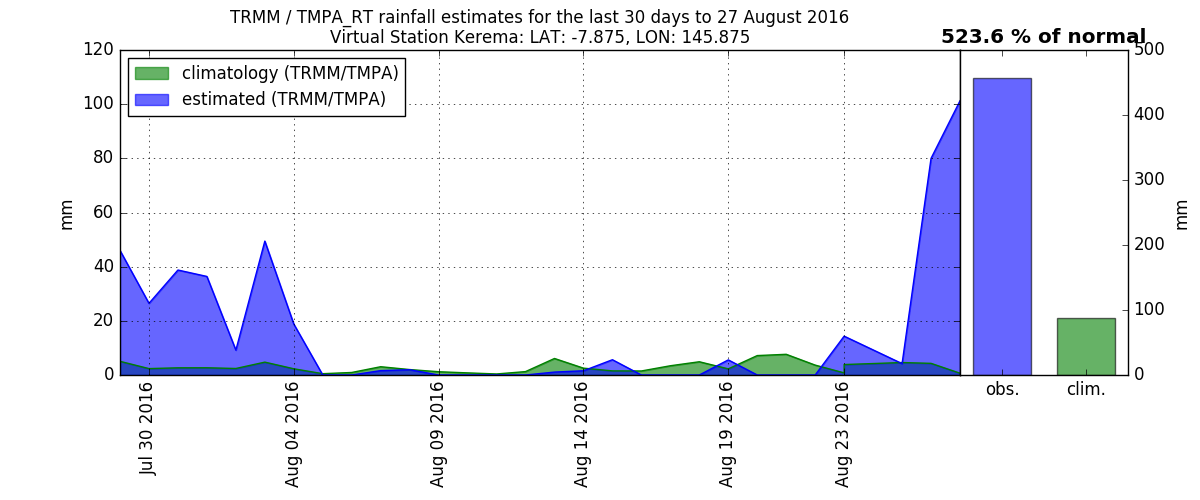 TRMM / TMPA_RT rainfall estimates for the last 30 days to 27 August 2016
Virtual Station Kerema: LAT: -7.875, LON: 145.875
523.6 % of normal
climatology (TRMM/TMPA)
estimated (TRMM/TMPA)
120
100
80
60
40
20
0
mm
Jul 30 2016
Aug 04 2016
Aug 09 2016
Aug 14 2016
Aug 19 2016
Aug 23 2016
500
400
300
200
100
0
mm
obs.
clim.